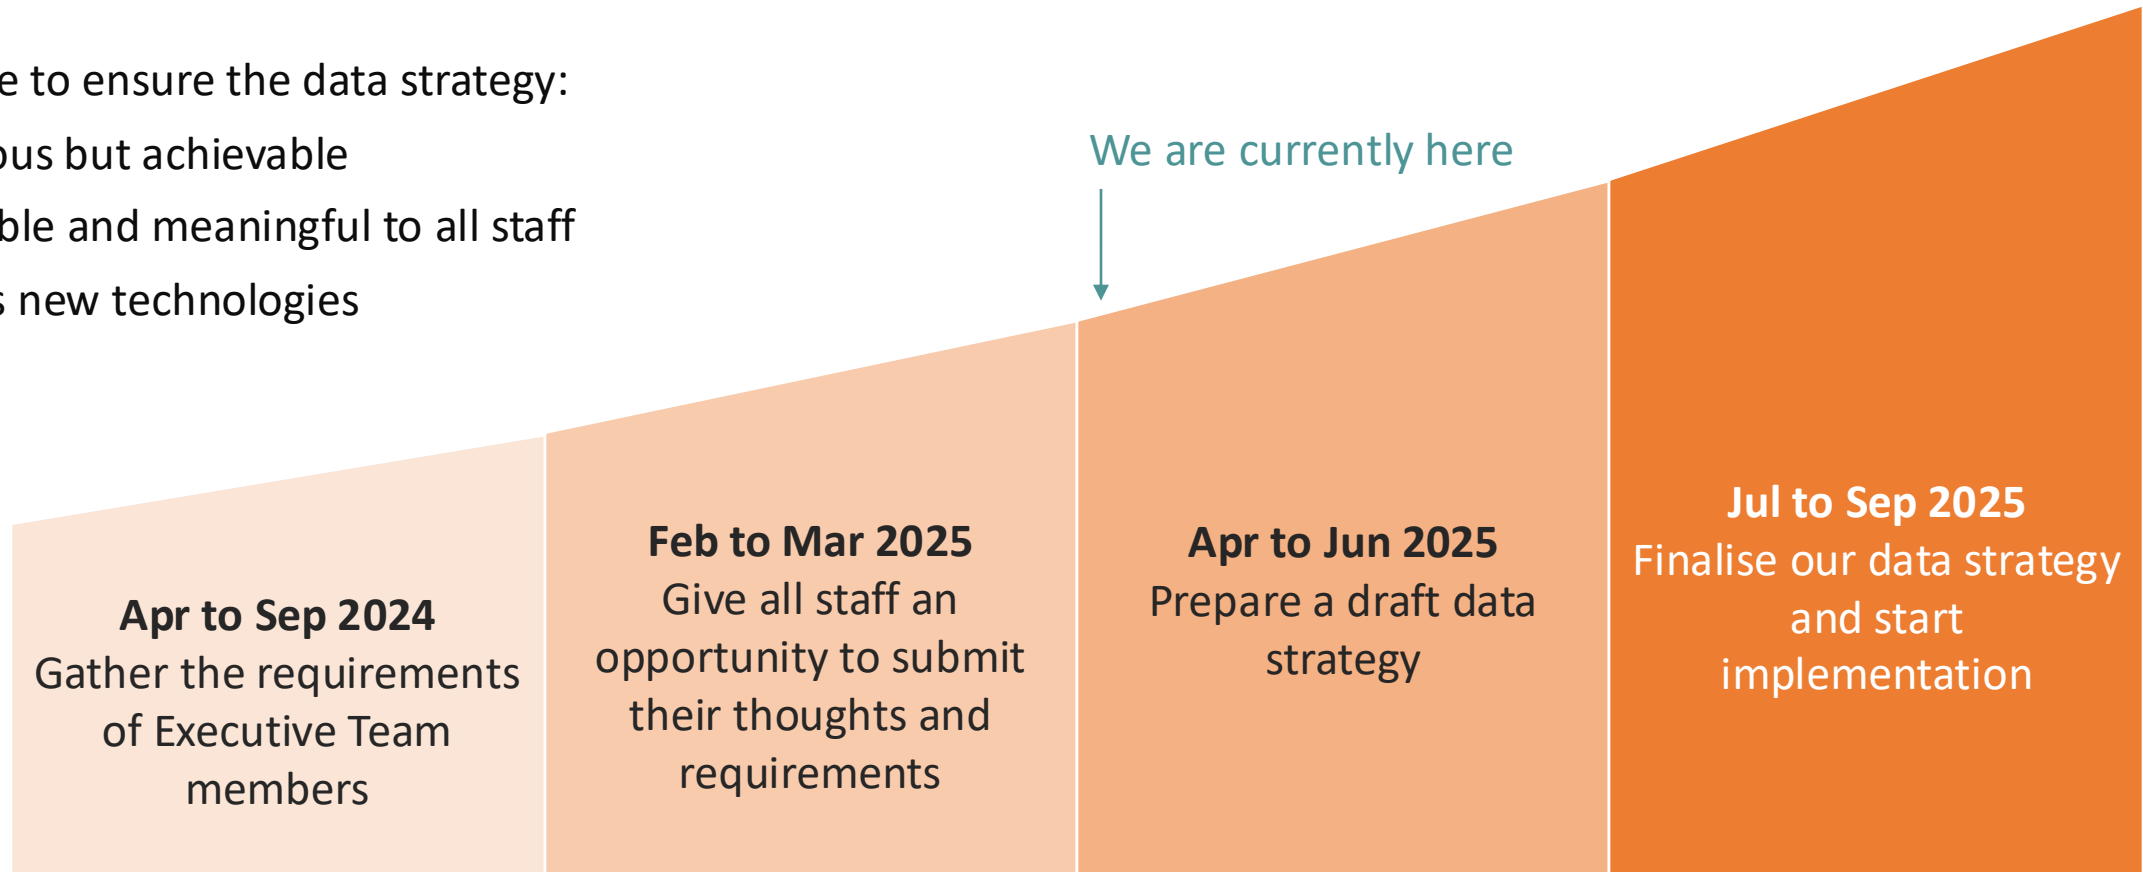 e to ensure the data strategy:
ous but achievable
ble and meaningful to all staff
s new technologies
We are currently here
Apr to Sep 2024
Gather the requirements
of Executive Team
members
Feb to Mar 2025
Give all staff an
opportunity to submit
their thoughts and
requirements
Apr to Jun 2025
Prepare a draft data
strategy
Jul to Sep 2025
Finalise our data strategy
and start
implementation